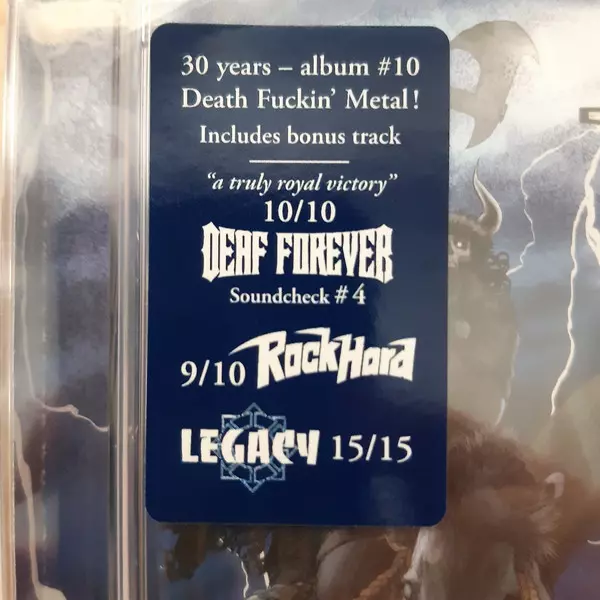 30 years – album #10
Death Fuckin' Metal!
Includes bonus track
“a truly royal victory”
10/10
DEAF FOREVER
Soundcheck #4
9/10 RockHard
LEGACY 15/15